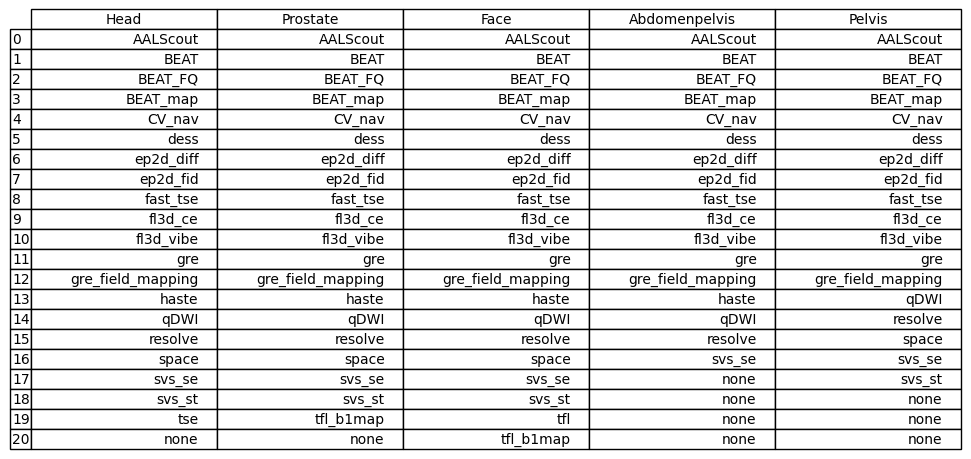 Head Prostate Face Abdomenpelvis Pelvis
0 AALScout AALScout AALScout AALScout AALScout
1 BEAT BEAT BEAT BEAT BEAT
2 BEAT_FQ BEAT_FQ BEAT_FQ BEAT_FQ BEAT_FQ
3 BEAT_map BEAT_map BEAT_map BEAT_map BEAT_map
4 CV_nav CV_nav CV_nav CV_nav CV_nav
5 dess dess dess dess dess
6 ep2d_diff ep2d_diff ep2d_diff ep2d_diff ep2d_diff
7 ep2d_fid ep2d_fid ep2d_fid ep2d_fid ep2d_fid
8 fast_tse fast_tse fast_tse fast_tse fast_tse
9 fl3d_ce fl3d_ce fl3d_ce fl3d_ce fl3d_ce
10 fl3d_vibe fl3d_vibe fl3d_vibe fl3d_vibe fl3d_vibe
11 gre gre gre gre gre
12 gre_field_mapping gre_field_mapping gre_field_mapping gre_field_mapping gre_field_mapping
13 haste haste haste haste qDWI
14 qDWI qDWI qDWI qDWI resolve
15 resolve resolve resolve resolve space
16 space space space svs_se svs_se
17 svs_se svs_se svs_se none svs_st
18 svs_st svs_st svs_st none none
19 tse tfl_b1map tfl none none
20 none none tfl_b1map none none